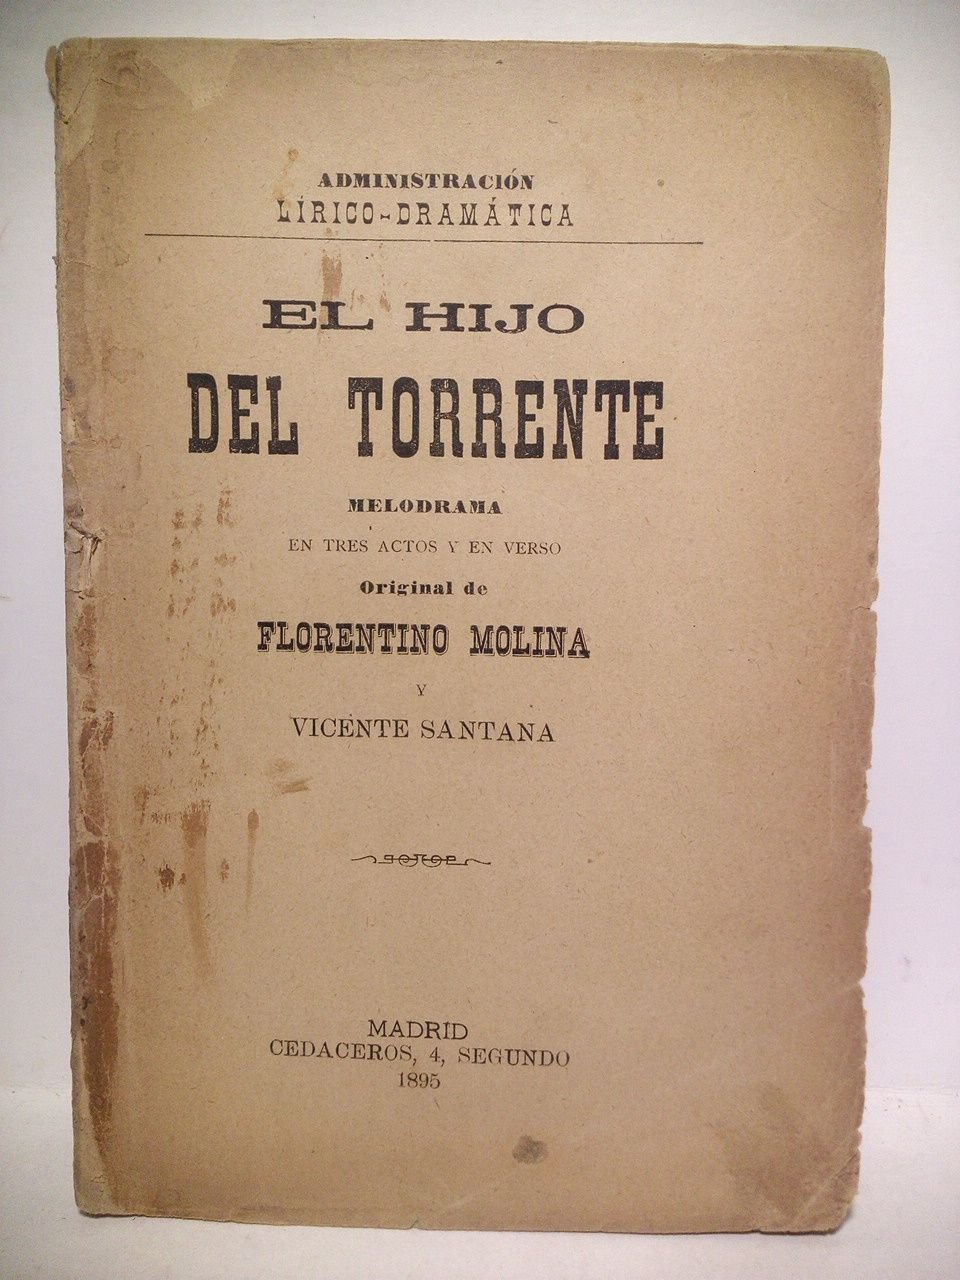 ADMINISTRACIÓN
LÍRICO-DRAMÁTICA
EL HIJO
DEL TORRENTE
MELODRAMA
EN TRES ACTOS Y EN VERSO
Original de
FLORENTINO MOLINA
Y
VICENTE SANTANA
MADRID
CEDACEROS, 4, SEGUNDO
1895